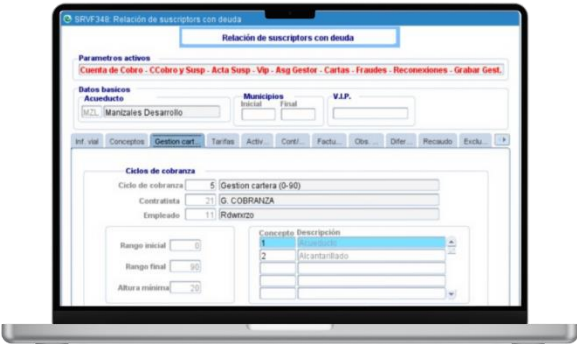 SRVF348: Relación de suscriptors con deuda
Relación de suscriptors con deuda
Parametros activos
Cuenta de Cobro - CCobro y Susp - Acta Susp - Vip - Asg Gestor - Cartas - Fraudes - Reconexiones - Grabar Gest.
Datos basicos
Acueducto
Municipios
Inicial Final
V.I.P.
MZL Manizales Desarrollo
Inf. vial Conceptos Gestion cart... Tarifas Activ... Cont/... Factu... Obs. ... Difer... Recaudo Exclu...
Ciclos de cobranza
Ciclo de cobranza 5 Gestion cartera (0-90)
Contratista 21 G. COBRANZA
Empleado 11 Rdwrxrzo
Concepto Descripción
Rango inicial 0
1 Acueducto
2 Alcantarillado
Rango final 90
Altura mínima 20